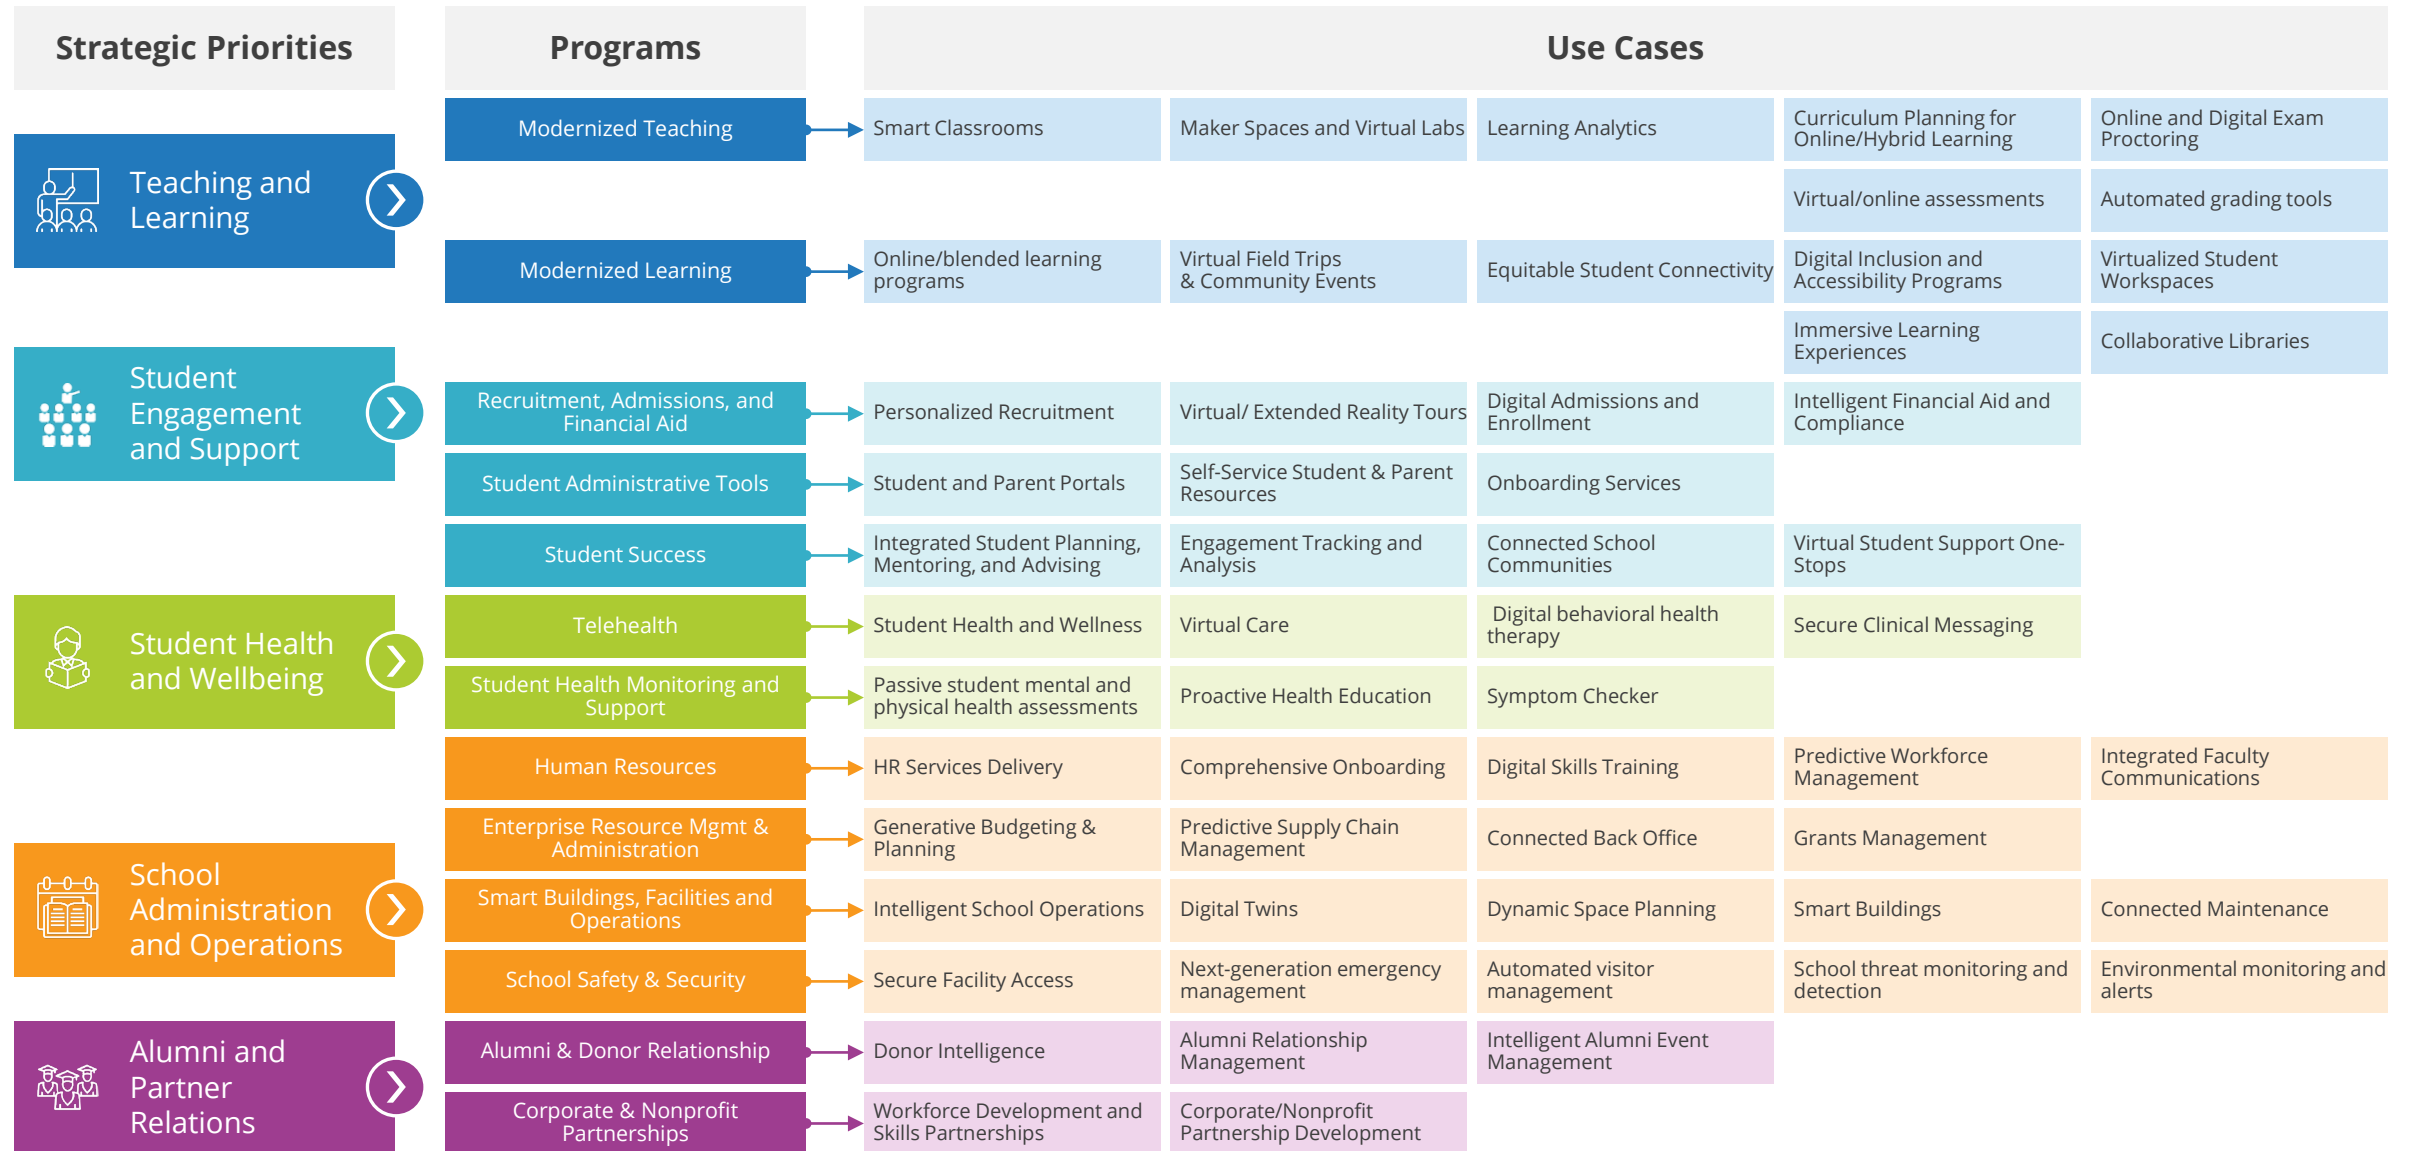 Strategic Priorities
Programs
Use Cases
Teaching and
Learning
Modernized Teaching
Smart Classrooms
Maker Spaces and Virtual Labs
Learning Analytics
Curriculum Planning for
Online/Hybrid Learning
Online and Digital Exam
Proctoring
Virtual/online assessments
Automated grading tools
Modernized Learning
Online/blended learning
programs
Virtual Field Trips
& Community Events
Equitable Student Connectivity
Digital Inclusion and
Accessibility Programs
Virtualized Student
Workspaces
Immersive Learning
Experiences
Collaborative Libraries
Student
Engagement
and Support
Recruitment, Admissions, and
Financial Aid
Personalized Recruitment
Virtual/ Extended Reality Tours
Digital Admissions and
Enrollment
Intelligent Financial Aid and
Compliance
Student Administrative Tools
Student and Parent Portals
Self-Service Student & Parent
Resources
Onboarding Services
Student Success
Integrated Student Planning,
Mentoring, and Advising
Engagement Tracking and
Analysis
Connected School
Communities
Virtual Student Support One-
Stops
Student Health
and Wellbeing
Telehealth
Student Health and Wellness
Virtual Care
Digital behavioral health
therapy
Secure Clinical Messaging
Student Health Monitoring and
Support
Passive student mental and
physical health assessments
Proactive Health Education
Symptom Checker
School
Administration
and Operations
Human Resources
HR Services Delivery
Comprehensive Onboarding
Digital Skills Training
Predictive Workforce
Management
Integrated Faculty
Communications
Enterprise Resource Mgmt &
Administration
Generative Budgeting &
Planning
Predictive Supply Chain
Management
Connected Back Office
Grants Management
Smart Buildings, Facilities and
Operations
Intelligent School Operations
Digital Twins
Dynamic Space Planning
Smart Buildings
Connected Maintenance
School Safety & Security
Secure Facility Access
Next-generation emergency
management
Automated visitor
management
School threat monitoring and
detection
Environmental monitoring and
alerts
Alumni and
Partner
Relations
Alumni & Donor Relationship
Donor Intelligence
Alumni Relationship
Management
Intelligent Alumni Event
Management
Corporate & Nonprofit
Partnerships
Workforce Development and
Skills Partnerships
Corporate/Nonprofit
Partnership Development